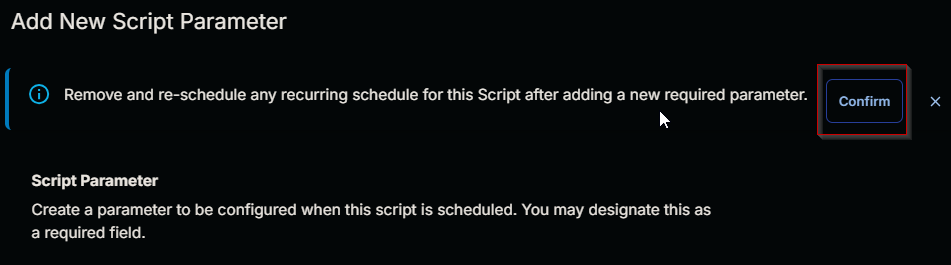 Add New Script Parameter
Remove and re-schedule any recurring schedule for this Script after adding a new required parameter.
Confirm
Script Parameter
Create a parameter to be configured when this script is scheduled. You may designate this as
a required field.